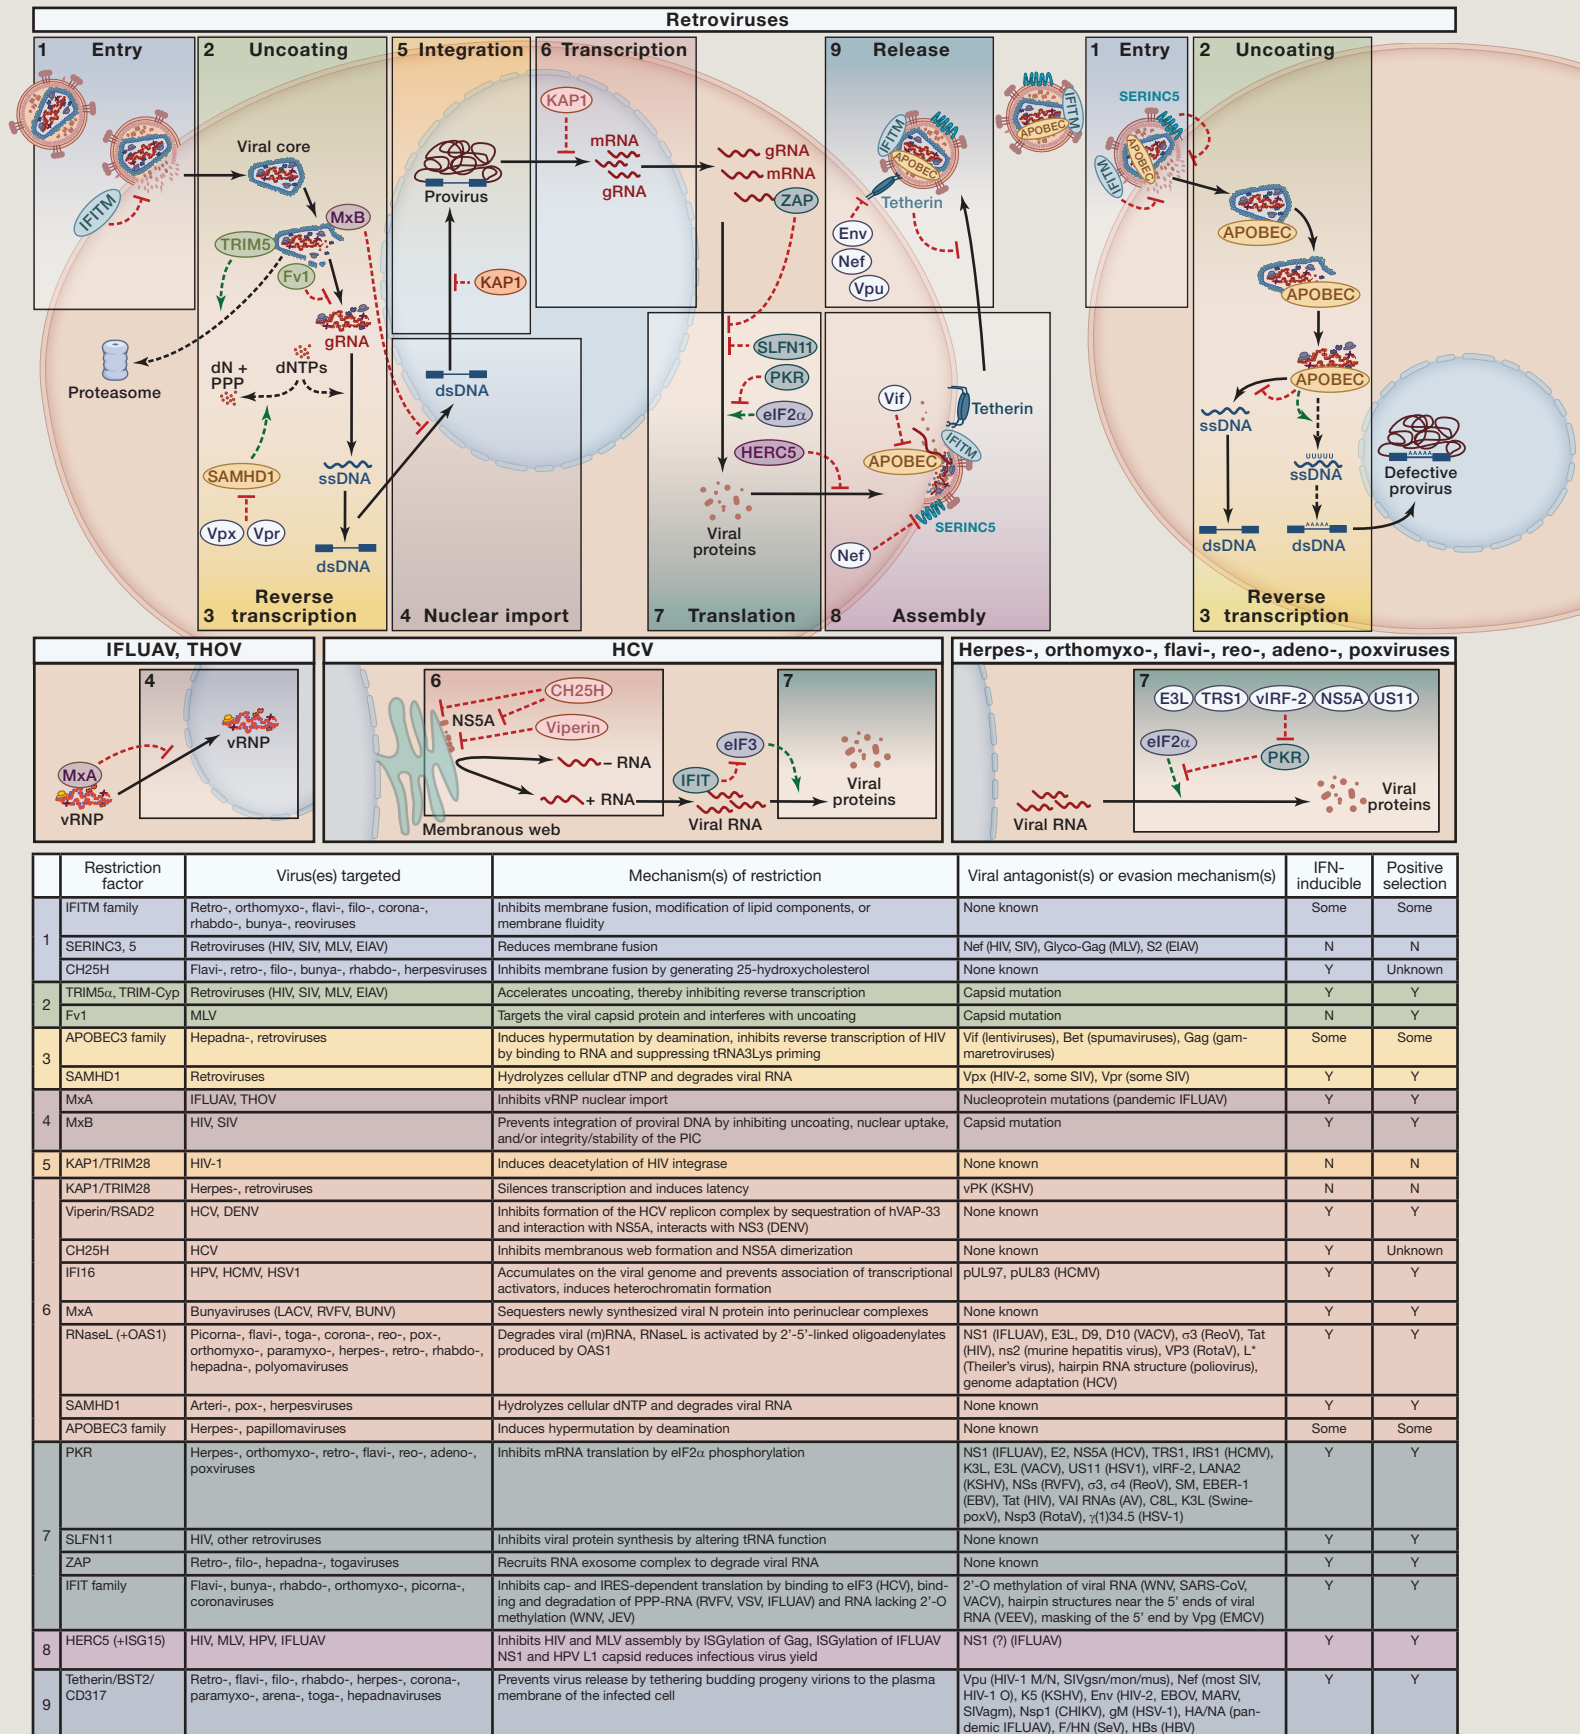 Retroviruses
1 Entry
2 Uncoating
5 Integration
6 Transcription
9 Release
1 Entry
2 Uncoating
IFITM
Viral core
MxB
TRIM5
Fv1
gRNA
dN +
PPP
dNTPs
Proteasome
SAMHD1
Vpx
Vpr
ssDNA
dsDNA
Reverse
3 transcription
Provirus
KAP1
dsDNA
4 Nuclear import
KAP1
mRNA
gRNA
gRNA
mRNA
ZAP
SLFN11
PKR
eIF2α
HERC5
Viral
proteins
7 Translation
IFITM
APOBEC
Tetherin
Env
Nef
Vpu
Vif
APOBEC
Tetherin
IFITM
SERINC5
Nef
8 Assembly
IFITM
APOBEC
SERINC5
APOBEC
IFITM
APOBEC
APOBEC
APOBEC
ssDNA
UUUUU
ssDNA
dsDNA
AAAAA
dsDNA
AAAAA
Defective
provirus
Reverse
3 transcription
IFLUAV, THOV
4
vRNP
MxA
vRNP
HCV
6
CH25H
NS5A
Viperin
– RNA
+ RNA
Membranous web
7
eIF3
IFIT
Viral RNA
Viral
proteins
Herpes-, orthomyxo-, flavi-, reo-, adeno-, poxviruses
7
E3L TRS1 vIRF-2 NS5A US11
eIF2α
PKR
Viral RNA
Viral
proteins
Restriction
factor
Virus(es) targeted
Mechanism(s) of restriction
Viral antagonist(s) or evasion mechanism(s)
IFN-
inducible
Positive
selection
1
IFITM family
Retro-, orthomyxo-, flavi-, filo-, corona-,
rhabdo-, bunya-, reoviruses
Inhibits membrane fusion, modification of lipid components, or
membrane fluidity
None known
Some
Some
SERINC3, 5
Retroviruses (HIV, SIV, MLV, EIAV)
Reduces membrane fusion
Nef (HIV, SIV), Glyco-Gag (MLV), S2 (EIAV)
N
N
CH25H
Flavi-, retro-, filo-, bunya-, rhabdo-, herpesviruses
Inhibits membrane fusion by generating 25-hydroxycholesterol
None known
Y
Unknown
2
TRIM5α, TRIM-Cyp
Retroviruses (HIV, SIV, MLV, EIAV)
Accelerates uncoating, thereby inhibiting reverse transcription
Capsid mutation
Y
Y
Fv1
MLV
Targets the viral capsid protein and interferes with uncoating
Capsid mutation
N
Y
3
APOBEC3 family
Hepadna-, retroviruses
Induces hypermutation by deamination, inhibits reverse transcription of HIV
by binding to RNA and suppressing tRNA3Lys priming
Vif (lentiviruses), Bet (spumaviruses), Gag (gam-
maretroviruses)
Some
Some
SAMHD1
Retroviruses
Hydrolyzes cellular dTNP and degrades viral RNA
Vpx (HIV-2, some SIV), Vpr (some SIV)
Y
Y
4
MxA
IFLUAV, THOV
Inhibits vRNP nuclear import
Nucleoprotein mutations (pandemic IFLUAV)
Y
Y
MxB
HIV, SIV
Prevents integration of proviral DNA by inhibiting uncoating, nuclear uptake,
and/or integrity/stability of the PIC
Capsid mutation
Y
Y
5
KAP1/TRIM28
HIV-1
Induces deacetylation of HIV integrase
None known
N
N
6
KAP1/TRIM28
Herpes-, retroviruses
Silences transcription and induces latency
vPK (KSHV)
N
N
Viperin/RSAD2
HCV, DENV
Inhibits formation of the HCV replicon complex by sequestration of hVAP-33
and interaction with NS5A, interacts with NS3 (DENV)
None known
Y
Y
CH25H
HCV
Inhibits membranous web formation and NS5A dimerization
None known
Y
Unknown
IFI16
HPV, HCMV, HSV1
Accumulates on the viral genome and prevents association of transcriptional
activators, induces heterochromatin formation
pUL97, pUL83 (HCMV)
Y
Y
MxA
Bunyaviruses (LACV, RVFV, BUNV)
Sequesters newly synthesized viral N protein into perinuclear complexes
None known
Y
Y
RNaseL (+OAS1)
Picorna-, flavi-, toga-, corona-, reo-, pox-,
orthomyxo-, paramyxo-, herpes-, retro-, rhabdo-,
hepadna-, polyomaviruses
Degrades viral (m)RNA, RNaseL is activated by 2'-5'-linked oligoadenylates
produced by OAS1
NS1 (IFLUAV), E3L, D9, D10 (VACV), σ3 (ReoV), Tat
(HIV), ns2 (murine hepatitis virus), VP3 (RotaV), L*
(Theiler's virus), hairpin RNA structure (poliovirus),
genome adaptation (HCV)
Y
Y
SAMHD1
Arteri-, pox-, herpesviruses
Hydrolyzes cellular dNTP and degrades viral RNA
None known
Y
Y
APOBEC3 family
Herpes-, papillomaviruses
Induces hypermutation by deamination
None known
Some
Some
7
PKR
Herpes-, orthomyxo-, retro-, flavi-, reo-, adeno-,
poxviruses
Inhibits mRNA translation by eIF2α phosphorylation
NS1 (IFLUAV), E2, NS5A (HCV), TRS1, IRS1 (HCMV),
K3L, E3L (VACV), US11 (HSV1), vIRF-2, LANA2
(KSHV), NSs (RVFV), σ3, σ4 (ReoV), SM, EBER-1
(EBV), Tat (HIV), VAI RNAs (AV), C8L, K3L (Swine-
poxV), Nsp3 (RotaV), γ(1)34.5 (HSV-1)
Y
Y
SLFN11
HIV, other retroviruses
Inhibits viral protein synthesis by altering tRNA function
None known
Y
Y
ZAP
Retro-, filo-, hepadna-, togaviruses
Recruits RNA exosome complex to degrade viral RNA
None known
Y
Y
IFIT family
Flavi-, bunya-, rhabdo-, orthomyxo-, picorna-,
coronaviruses
Inhibits cap- and IRES-dependent translation by binding to eIF3 (HCV), bind-
ing and degradation of PPP-RNA (RVFV, VSV, IFLUAV) and RNA lacking 2'-O
methylation (WNV, JEV)
2'-O methylation of viral RNA (WNV, SARS-CoV,
VACV), hairpin structures near the 5' ends of viral
RNA (VEEV), masking of the 5' end by Vpg (EMCV)
Y
Y
8
HERC5 (+ISG15)
HIV, MLV, HPV, IFLUAV
Inhibits HIV and MLV assembly by ISGylation of Gag, ISGylation of IFLUAV
NS1 and HPV L1 capsid reduces infectious virus yield
NS1 (?) (IFLUAV)
Y
Y
9
Tetherin/BST2/
CD317
Retro-, flavi-, filo-, rhabdo-, herpes-, corona-,
paramyxo-, arena-, toga-, hepadnaviruses
Prevents virus release by tethering budding progeny virions to the plasma
membrane of the infected cell
Vpu (HIV-1 M/N, SIVgsn/mon/mus), Nef (most SIV,
HIV-1 O), K5 (KSHV), Env (HIV-2, EBOV, MARV,
SIVagm), Nsp1 (CHIKV), gM (HSV-1), HA/NA (pan-
demic IFLUAV), F/HN (SeV), HBs (HBV)
Y
Y